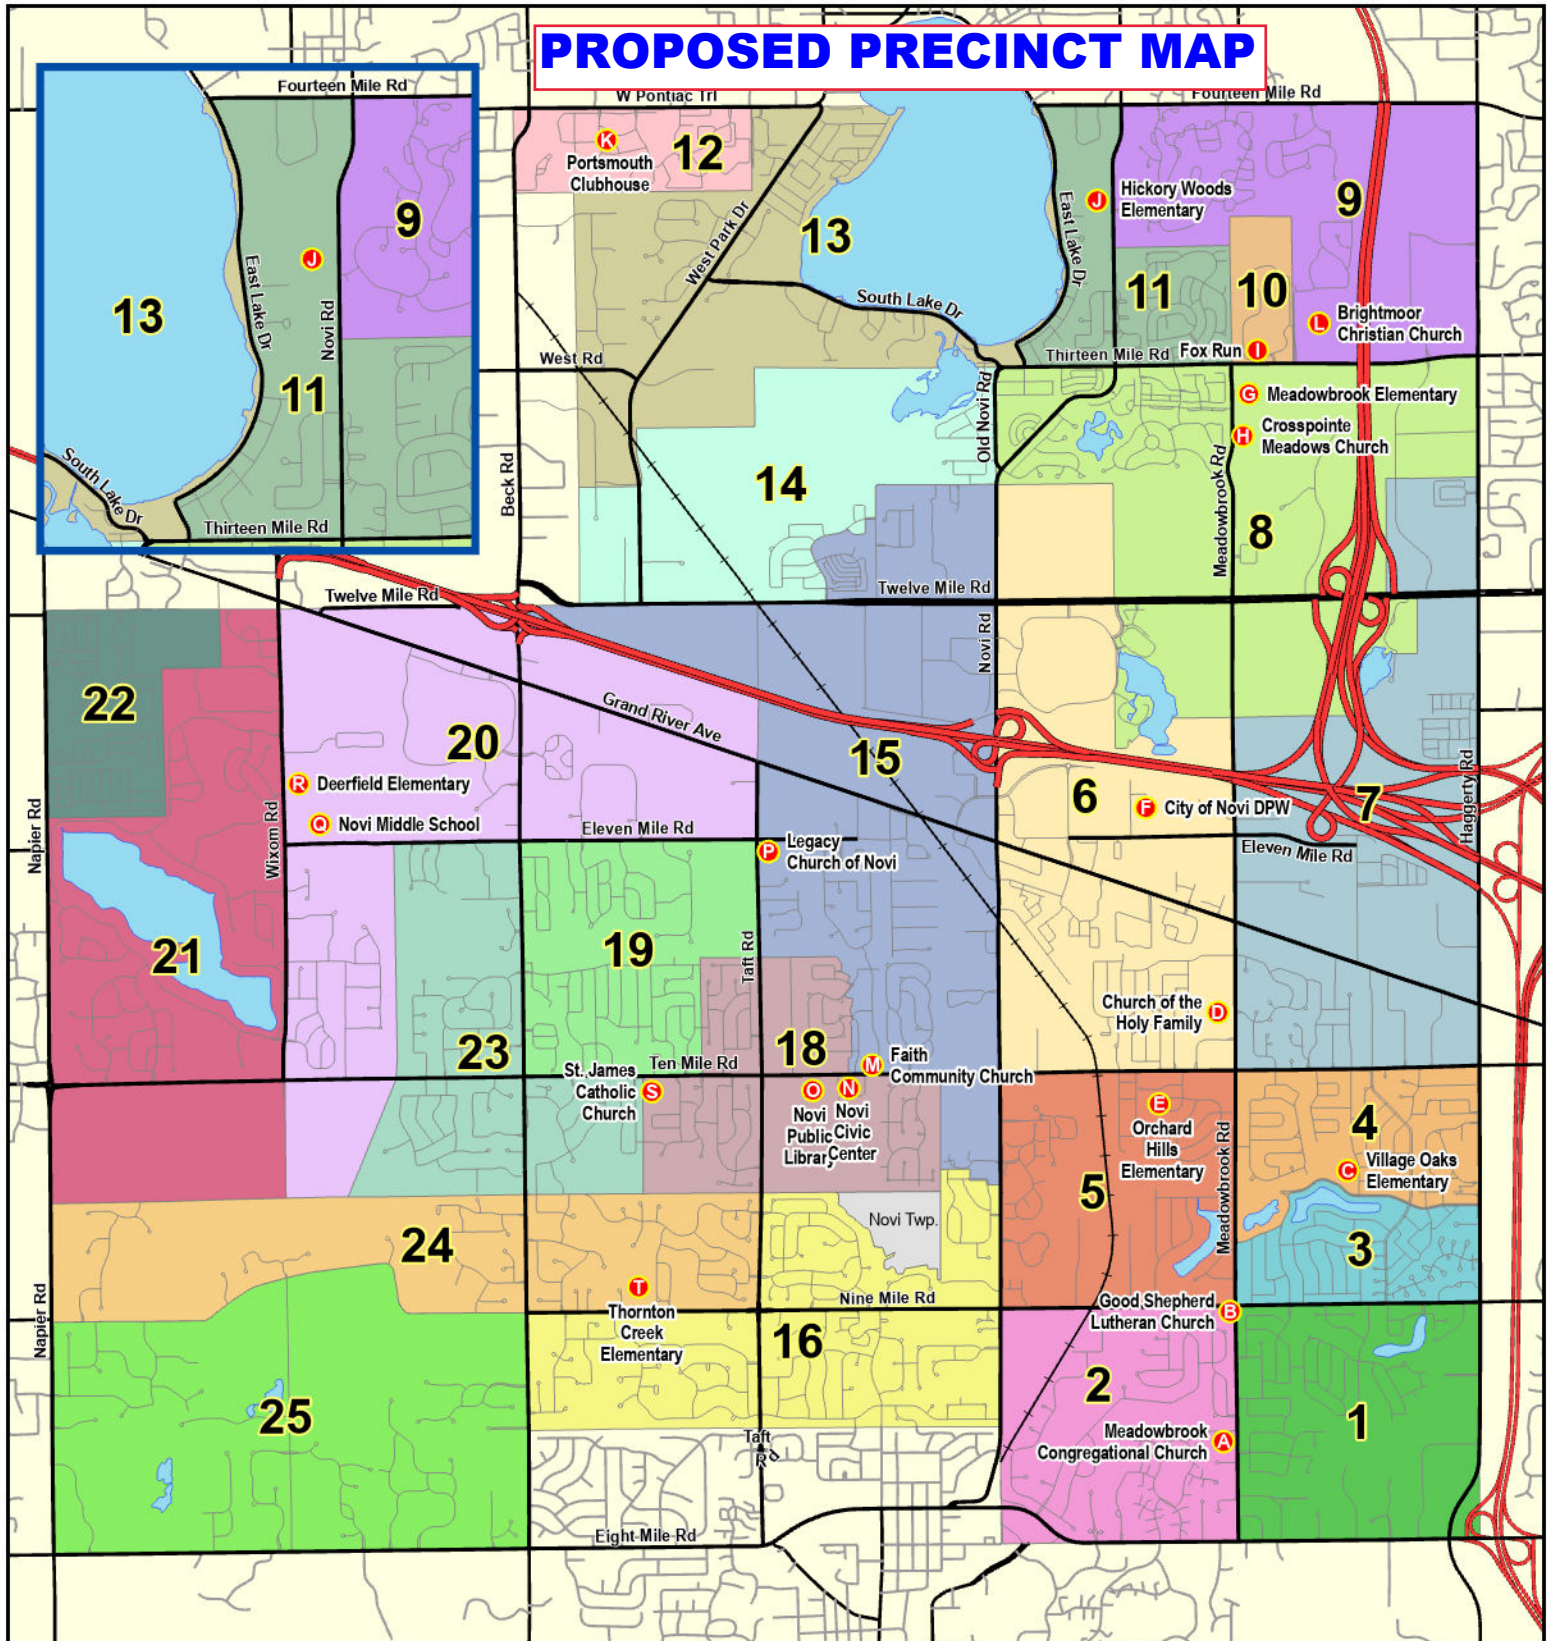 PROPOSED PRECINCT MAP
Fourteen Mile Rd
9
J
East Lake Dr
Novi Rd
13
11
South Lake Dr
Thirteen Mile Rd
W Pontiac Trl
Fourteen Mile Rd
K
Portsmouth
Clubhouse
12
West Park Dr
13
East Lake Dr
J
Hickory Woods
Elementary
9
11
10
South Lake Dr
L
Brightmoor
Christian Church
West Rd
Thirteen Mile Rd
Fox Run
I
Old Novi Rd
G
Meadowbrook Elementary
H
Crosspointe
Meadows Church
Beck Rd
14
Meadowbrook Rd
8
Twelve Mile Rd
Twelve Mile Rd
Novi Rd
22
Grand River Ave
20
15
R
Deerfield Elementary
6
F
City of Novi DPW
7
Haggerty Rd
Q
Novi Middle School
Napier Rd
Wixom Rd
Eleven Mile Rd
P
Legacy
Church of Novi
Eleven Mile Rd
21
19
Taft Rd
Church of the
Holy Family
D
23
18
Ten Mile Rd
M
Faith
Community Church
St. James
Catholic
Church
S
O
Novi
Public
Library
N
Novi
Civic
Center
E
Orchard
Hills
Elementary
Meadowbrook Rd
4
C
Village Oaks
Elementary
5
Novi Twp.
24
3
T
Thornton
Creek
Elementary
Nine Mile Rd
Good Shepherd
Lutheran Church
B
Napier Rd
16
2
25
1
Meadowbrook
Congregational Church
A
Taft
Rd
Eight Mile Rd